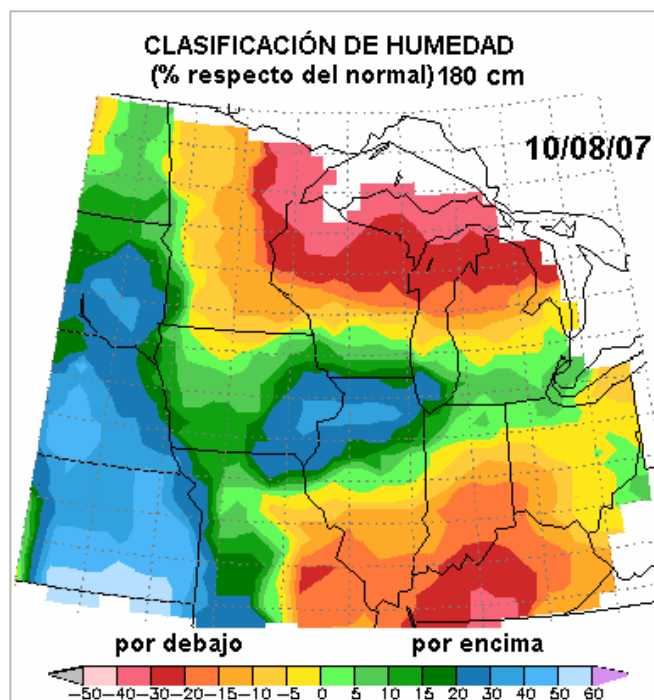 CLASIFICACIÓN DE HUMEDAD
(% respecto del normal) 180 cm
10/08/07
por debajo por encima
-50 -40 -30 -20 -15 -10 -5 0 5 10 15 20 30 40 50 60